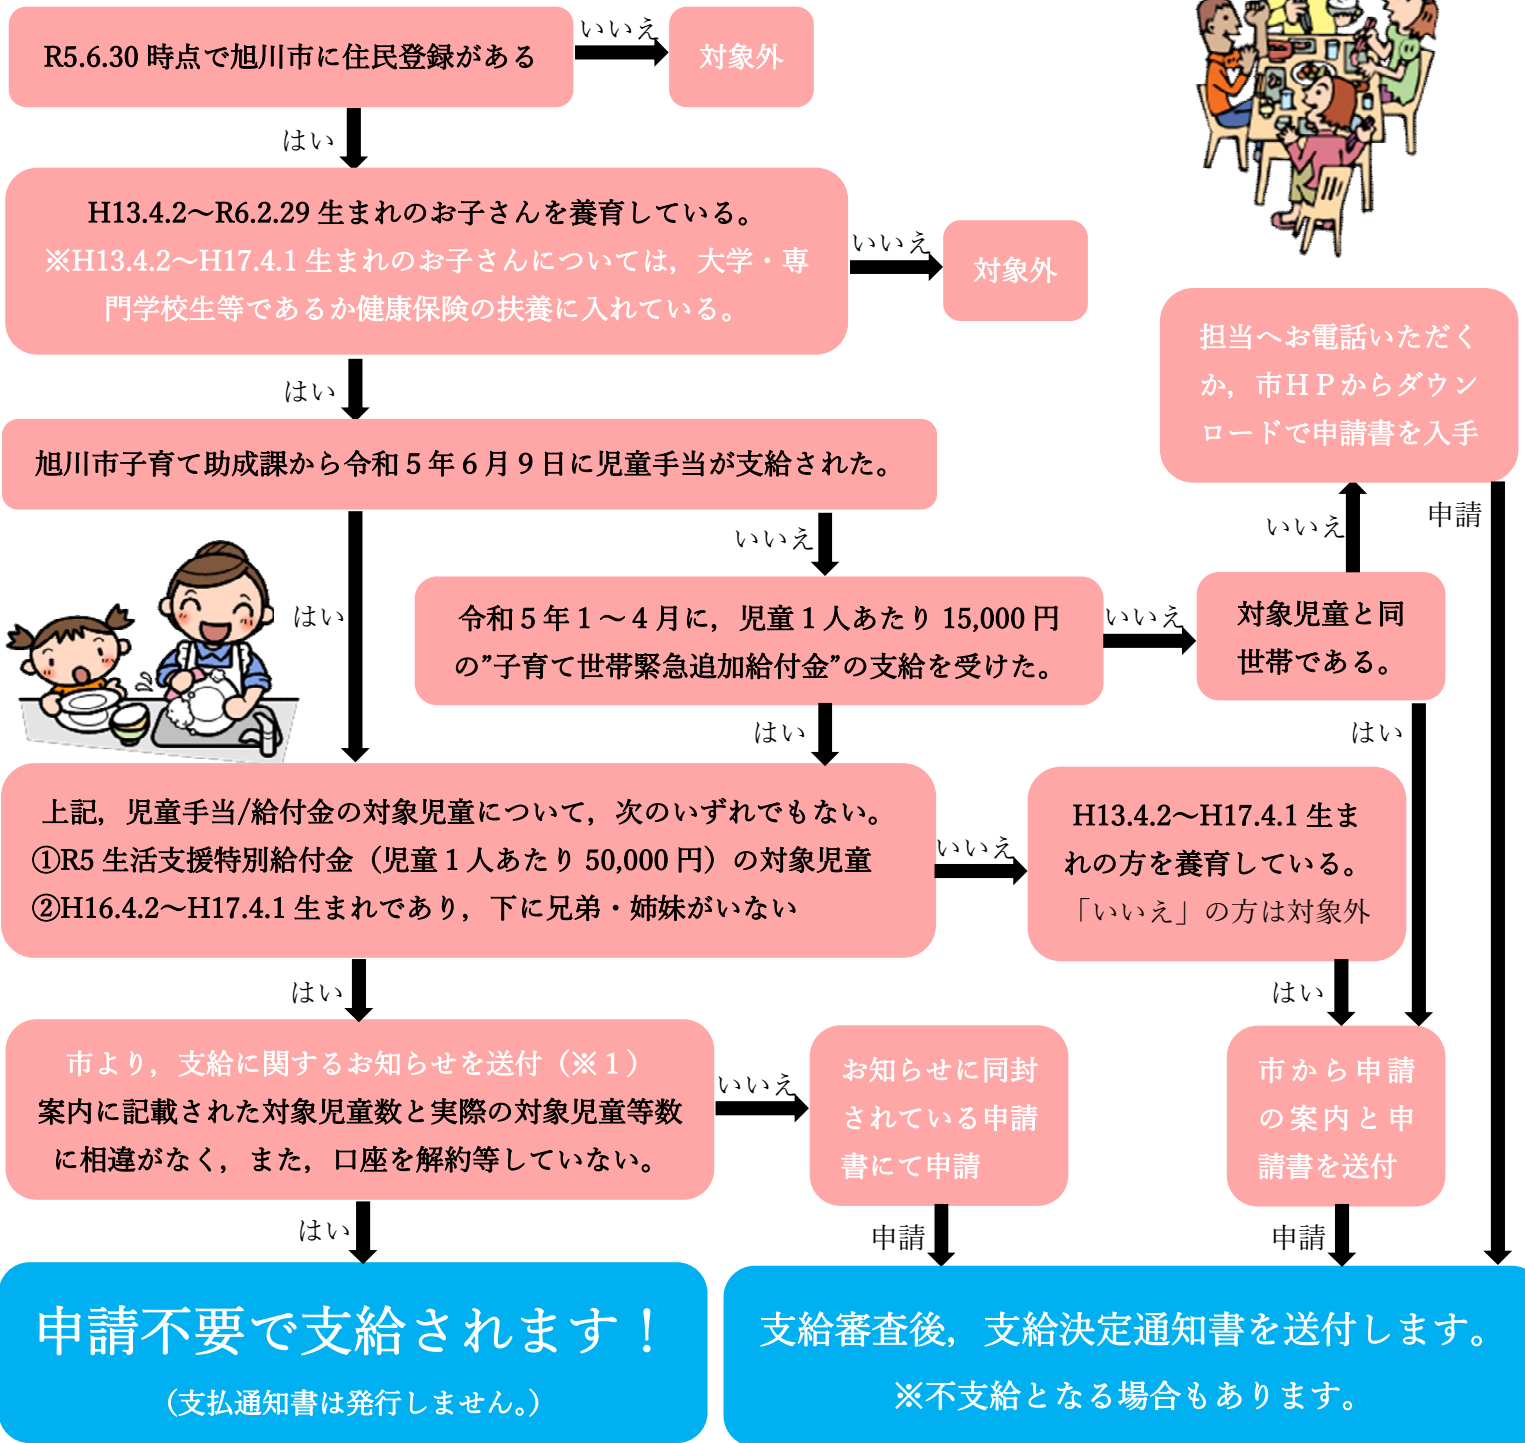 R5.6.30 時点で旭川市に住民登録がある
いいえ
対象外
はい
H13.4.2～R6.2.29 生まれのお子さんを養育している。
※H13.4.2～H17.4.1 生まれのお子さんについては，大学・専
門学校生等であるか健康保険の扶養に入れている。
いいえ
対象外
はい
旭川市子育て助成課から令和５年６月９日に児童手当が支給された。
はい
いいえ
令和５年１～４月に，児童１人あたり 15,000 円
の”子育て世帯緊急追加給付金”の支給を受けた。
いいえ
対象児童と同
世帯である。
いいえ
担当へお電話いただく
か，市ＨＰからダウン
ロードで申請書を入手
申請
はい
はい
上記，児童手当/給付金の対象児童について，次のいずれでもない。
①R5 生活支援特別給付金（児童１人あたり 50,000 円）の対象児童
②H16.4.2～H17.4.1 生まれであり，下に兄弟・姉妹がいない
いいえ
H13.4.2～H17.4.1 生ま
れの方を養育している。
「いいえ」の方は対象外
はい
はい
市より，支給に関するお知らせを送付（※１）
案内に記載された対象児童数と実際の対象児童等数
に相違がなく，また，口座を解約等していない。
いいえ
お知らせに同封
されている申請
書にて申請
市から申請
の案内と申
請書を送付
はい
申請
申請
申請不要で支給されます！
（支払通知書は発行しません。）
支給審査後，支給決定通知書を送付します。
※不支給となる場合もあります。